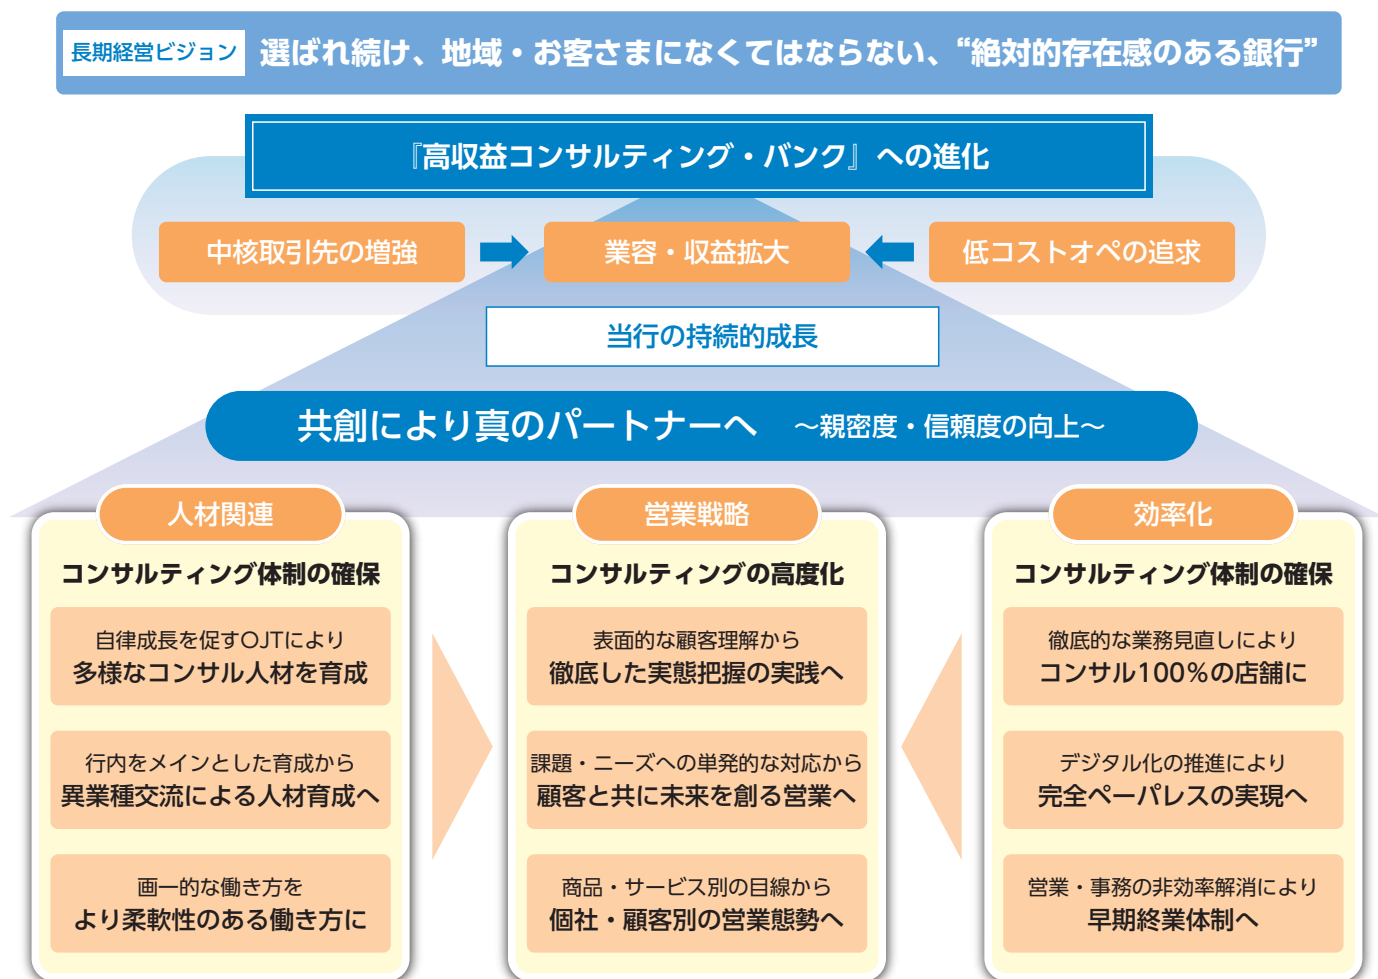 長期経営ビジョン 選ばれ続け、地域・お客さまになくてはならない、“絶対的存在感のある銀行”
『高収益コンサルティング・バンク』への進化
中核取引先の増強
業容・収益拡大
低コストオペの追求
当行の持続的成長
共創により真のパートナーへ ～親密度・信頼度の向上～
人材関連
コンサルティング体制の確保
自律成長を促すOJTにより
多様なコンサル人材を育成
行内をメインとした育成から
異業種交流による人材育成へ
画一的な働き方を
より柔軟性のある働き方に
営業戦略
コンサルティングの高度化
表面的な顧客理解から
徹底した実態把握の実践へ
課題・ニーズへの単発的な対応から
顧客と共に未来を創る営業へ
商品・サービス別の目線から
個社・顧客別の営業態勢へ
効率化
コンサルティング体制の確保
徹底的な業務見直しにより
コンサル100％の店舗に
デジタル化の推進により
完全ペーパレスの実現へ
営業・事務の非効率解消により
早期終業体制へ